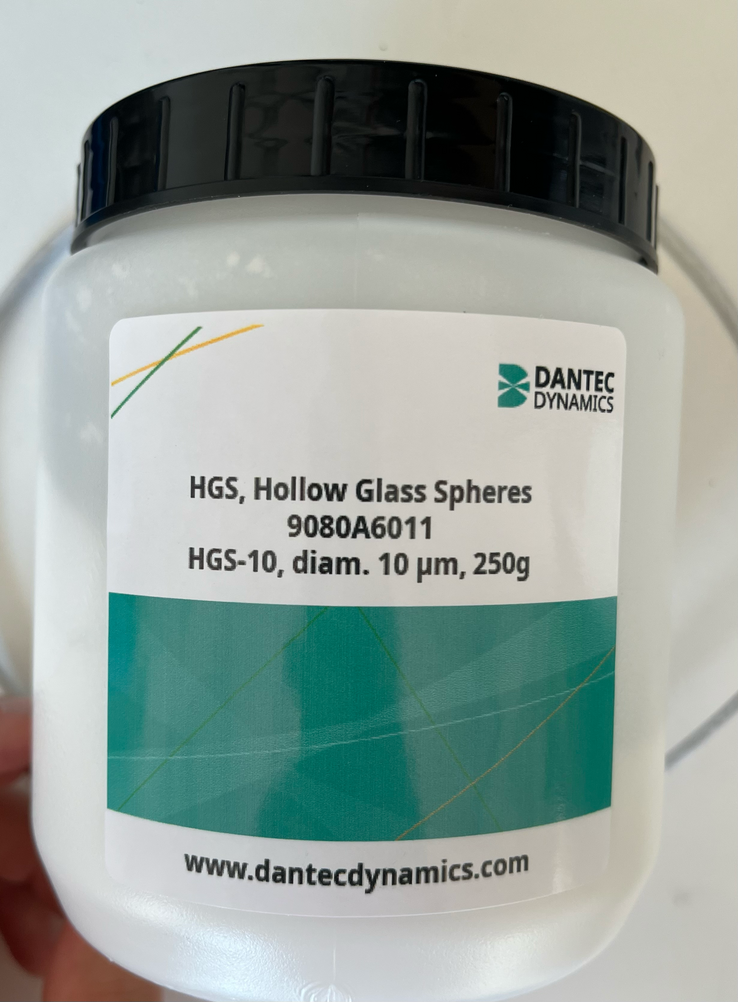 DANTEC
DYNAMICS
HGS, Hollow Glass Spheres
9080A6011
HGS-10, diam. 10 µm, 250g
www.dantecdynamics.com